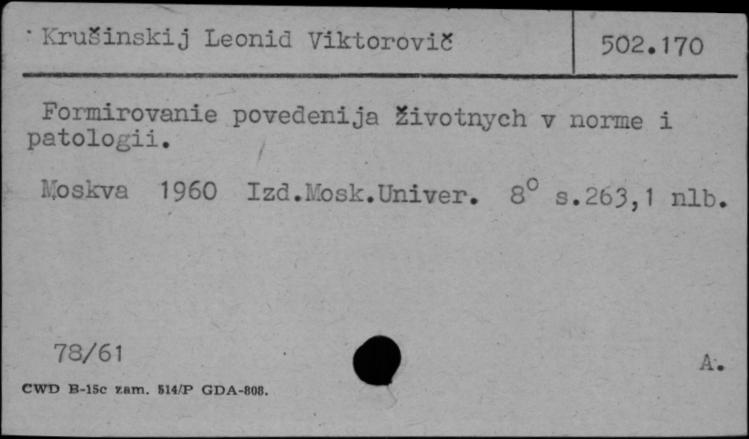 Krušinskij Leonid Viktorovič 502.170
Formirovanie povedenija životnych v norme i
patologii.
Moskva 1960 Izd.Mosk.Univer. 8° s.263,1 nlb.
78/61
A.
CWD B-15c zam. 514/P GDA-808.